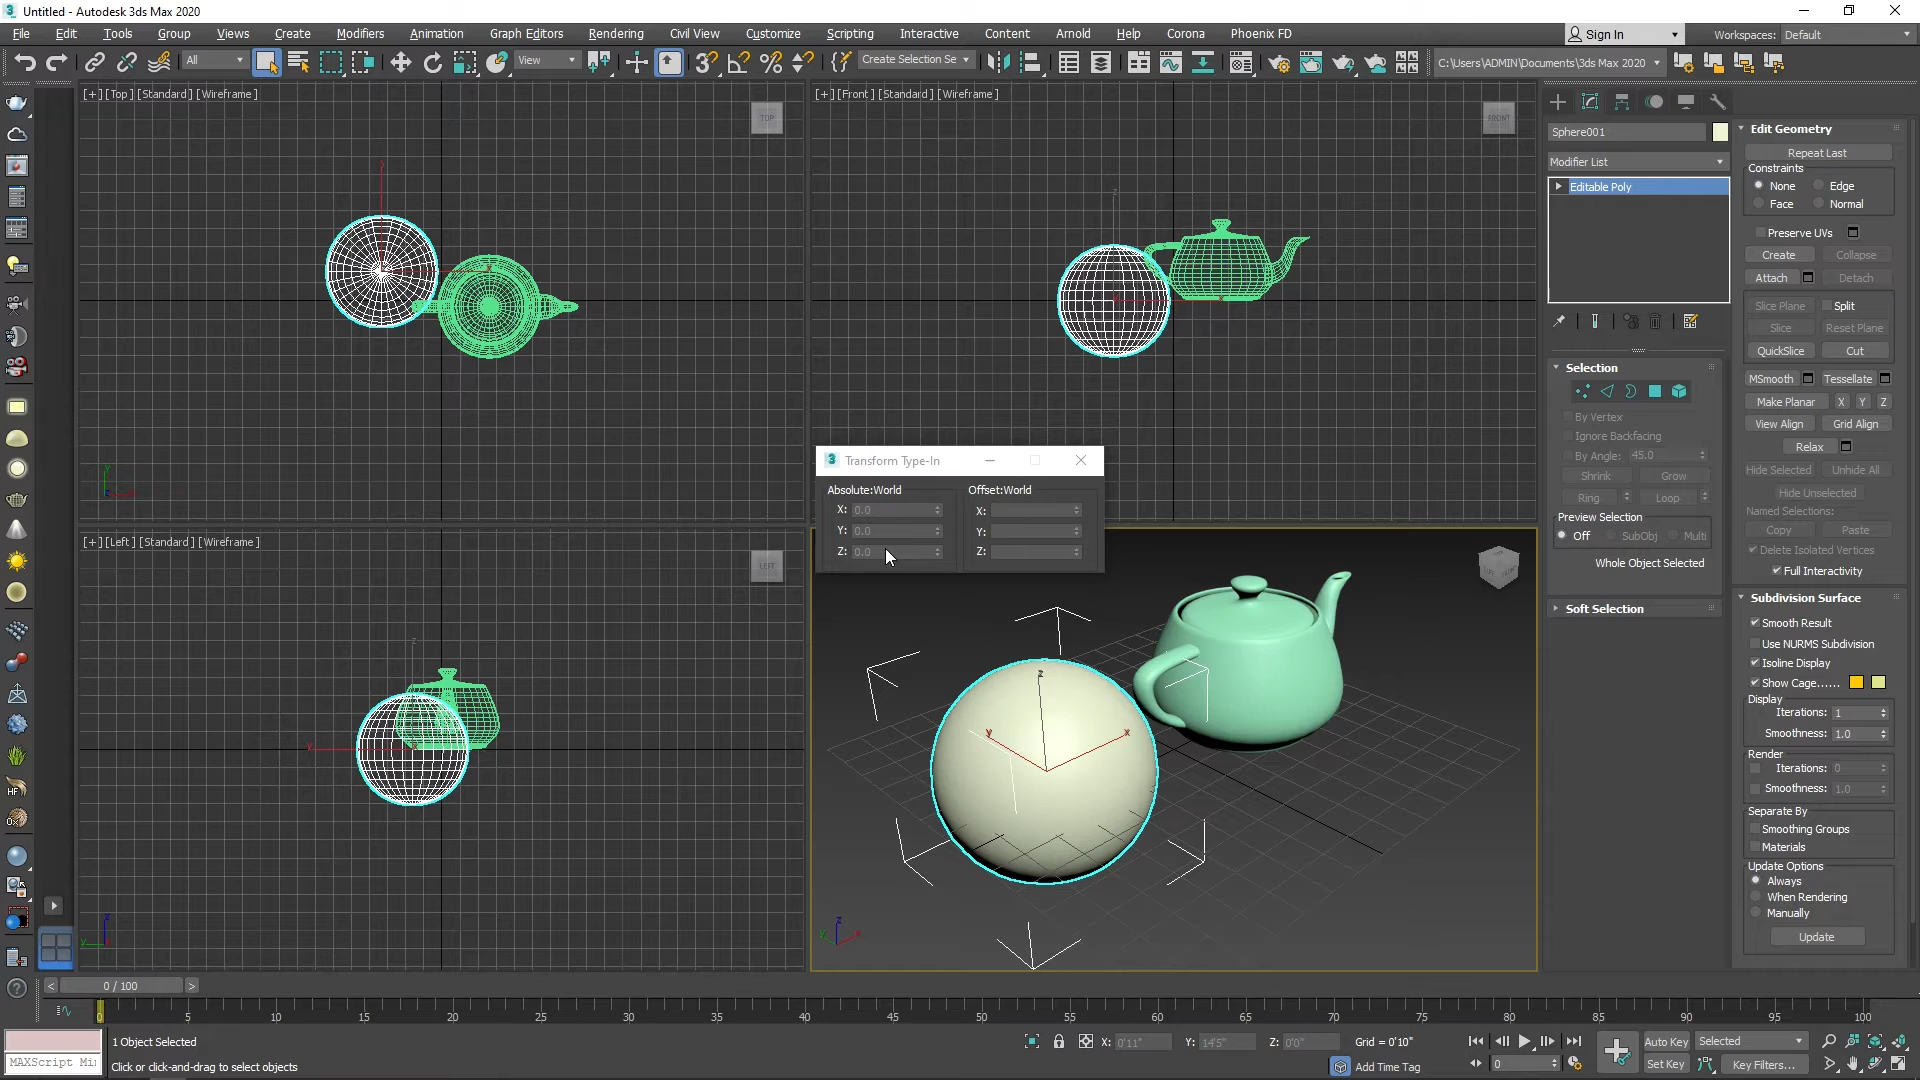 Untitled - Autodesk 3ds Max 2020
File Edit Tools Group Views Create Modifiers Animation Graph Editors Rendering Civil View Customize Scripting Interactive Content Arnold Help Corona Phoenix FD Sign In Workspaces: Default
All View Create Selection Se C:\Users\ADMIN\Documents\3ds Max 2020
[+] [Top] [Standard] [Wireframe]
TOP
[+] [Front] [Standard] [Wireframe]
FRONT
[+] [Left] [Standard] [Wireframe]
LEFT
Transform Type-In
Absolute:World Offset:World
X: 0.0 X:
Y: 0.0 Y:
Z: 0.0 Z:
Sphere001
Modifier List
Editable Poly
Selection
By Vertex
Ignore Backfacing
By Angle: 45.0
Shrink Grow
Ring Loop
Preview Selection
Off SubObj Multi
Whole Object Selected
Soft Selection
Edit Geometry
Repeat Last
Constraints
None Edge
Face Normal
Preserve UVs
Create Collapse
Attach Detach
Slice Plane Split
Slice Reset Plane
QuickSlice Cut
MSmooth Tessellate
Make Planar X Y Z
View Align Grid Align
Relax
Hide Selected Unhide All
Hide Unselected
Named Selections:
Copy Paste
Delete Isolated Vertices
Full Interactivity
Subdivision Surface
Smooth Result
Use NURMS Subdivision
Isoline Display
Show Cage......
Display
Iterations: 1
Smoothness: 1.0
Render
Iterations: 0
Smoothness: 1.0
Separate By
Smoothing Groups
Materials
Update Options
Always
When Rendering
Manually
Update
< 0 / 100 >
0 5 10 15 20 25 30 35 40 45 50 55 60 65 70 75 80 85 90 95 100
1 Object Selected X: 0'11" Y: 14'5" Z: 0'0" Grid = 0'10" Auto Key Selected
MAXScript Mi Click or click-and-drag to select objects Add Time Tag 0 Set Key Key Filters...